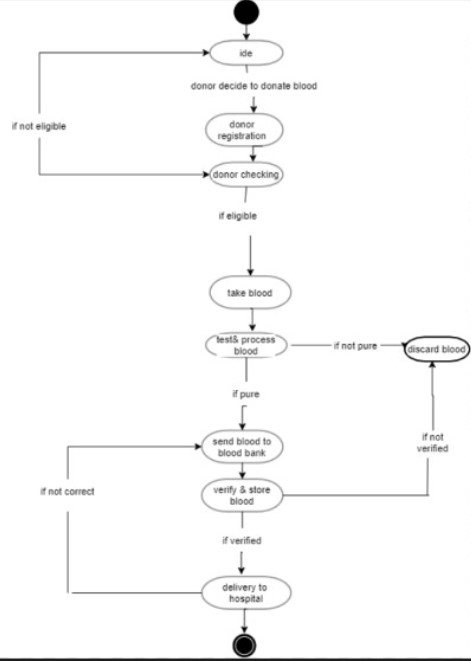 ide
donor decide to donate blood
if not eligible
donor
registration
donor checking
if eligible
take blood
test& process
blood
if not pure
discard blood
if pure
send blood to
blood bank
if not
verified
if not correct
verify & store
blood
if verified
delivery to
hospital